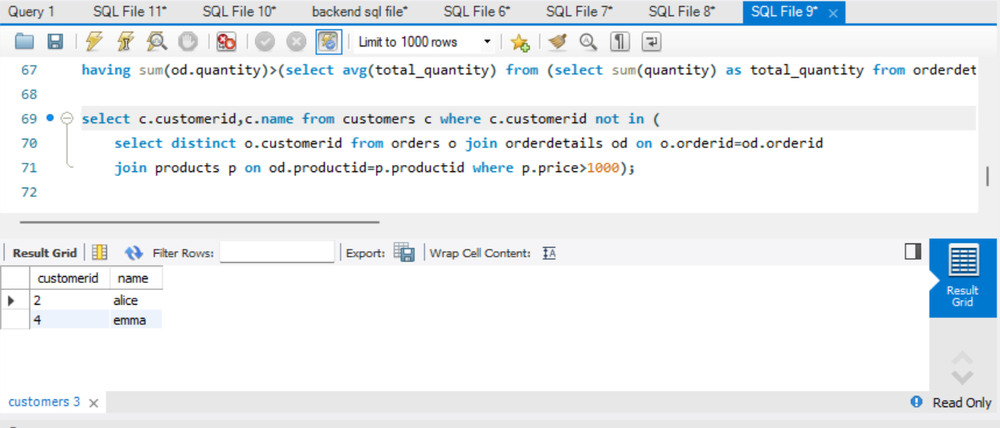 Query 1 SQL File 11* SQL File 10* backend sql file* SQL File 6* SQL File 7* SQL File 8* SQL File 9*
Limit to 1000 rows
67 having sum(od.quantity)>(select avg(total_quantity) from (select sum(quantity) as total_quantity from orderdet
68
69 select c.customerid,c.name from customers c where c.customerid not in (
70 select distinct o.customerid from orders o join orderdetails od on o.orderid=od.orderid
71 join products p on od.productid=p.productid where p.price>1000);
72
Result Grid Filter Rows: Export: Wrap Cell Content:
customerid name
2 alice
4 emma
Result
Grid
customers 3 Read Only